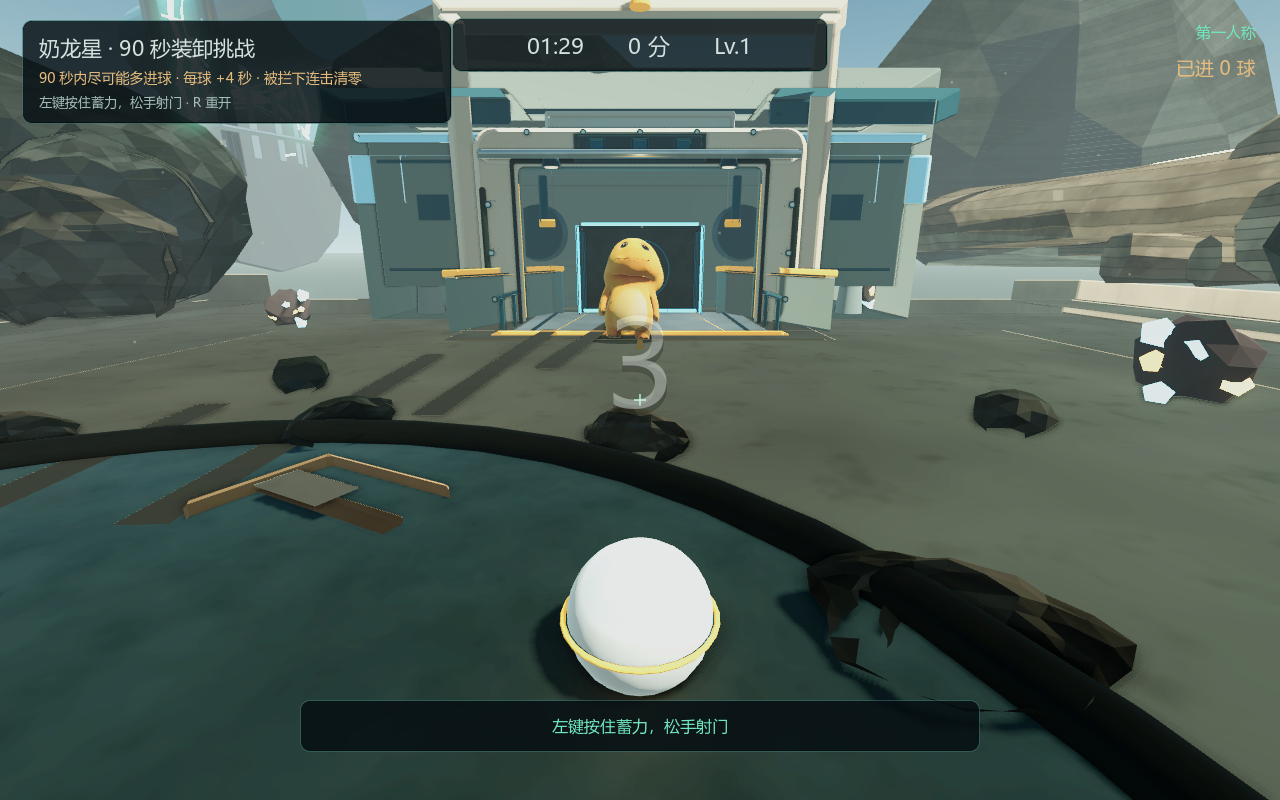 奶龙星 · 90 秒装卸挑战
90 秒内尽可能多进球 · 每球 +4 秒 · 被拦下连击清零
左键按住蓄力，松手射门 · R 重开
01:29 0 分 Lv.1
第一人称
已进 0 球
3
左键按住蓄力，松手射门